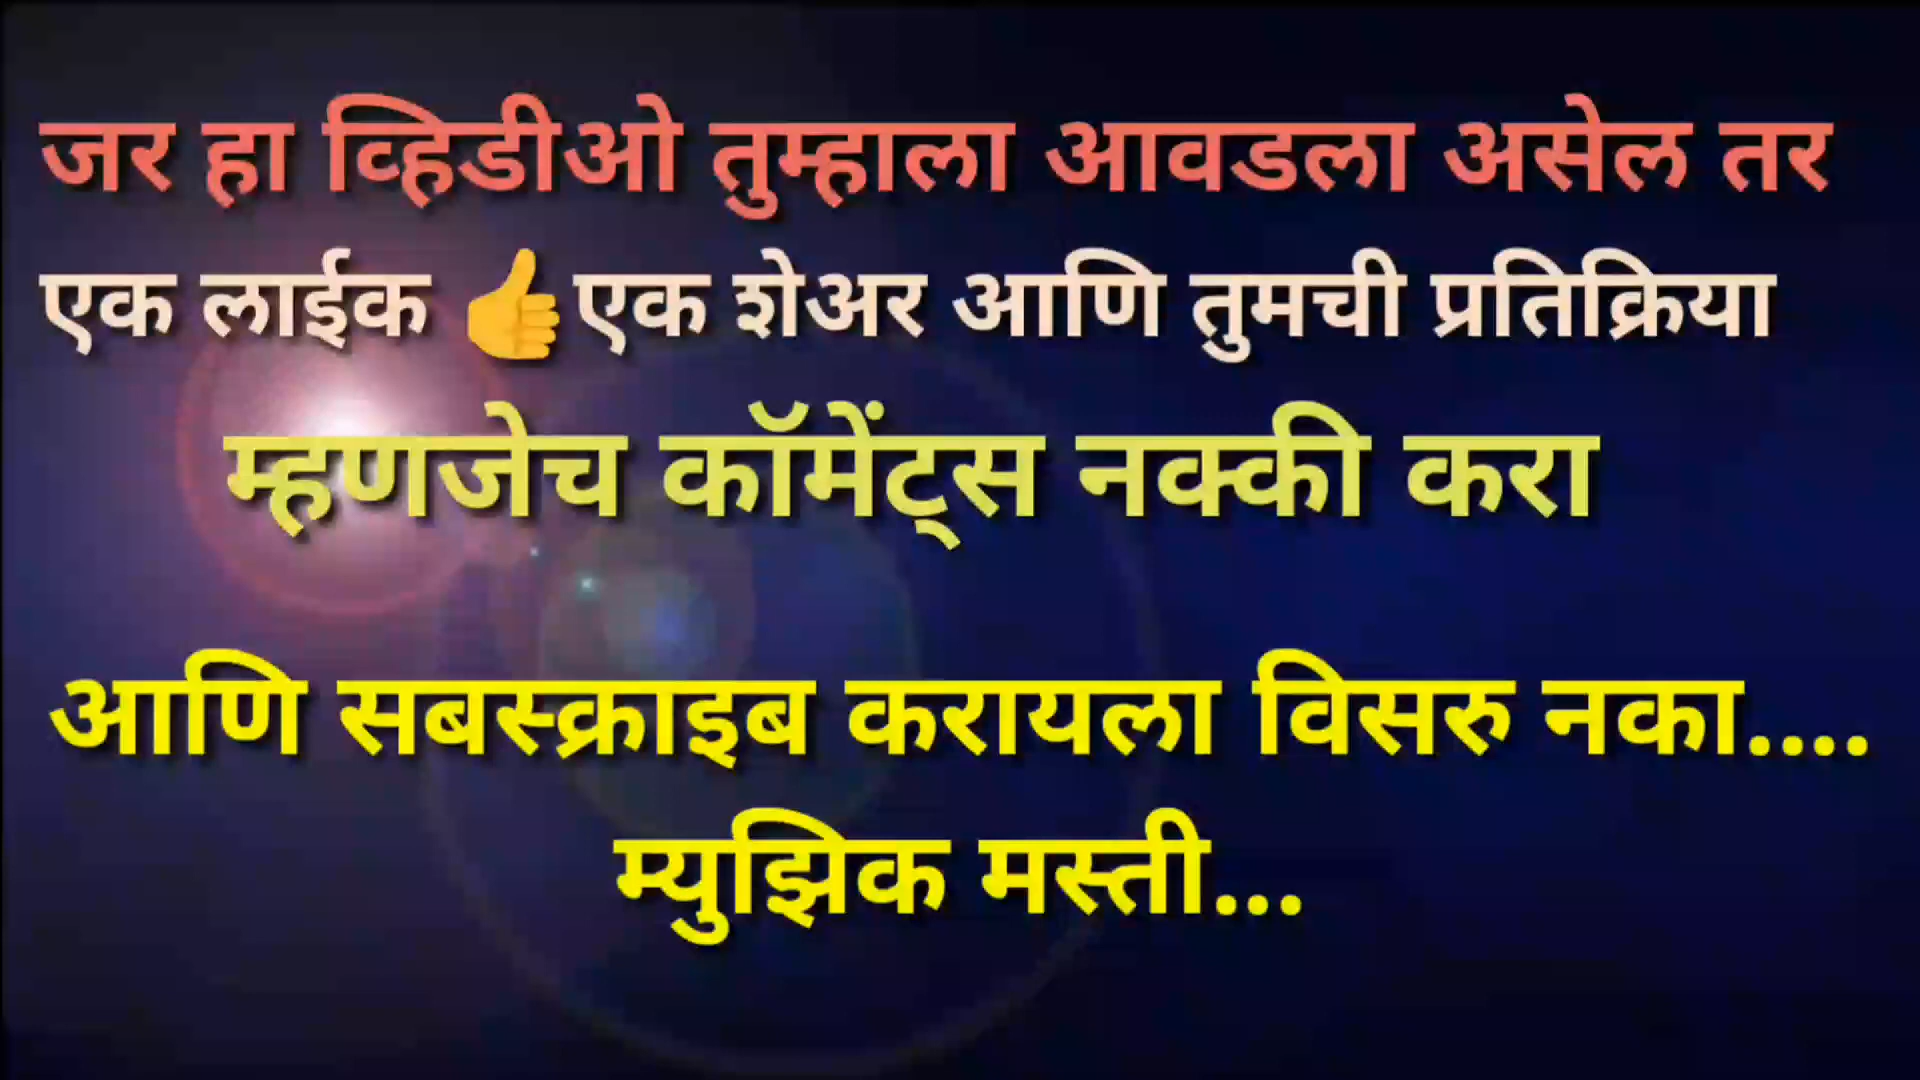 जर हा व्हिडीओ तुम्हाला आवडला असेल तर
एक लाईक 👍 एक शेअर आणि तुमची प्रतिक्रिया
म्हणजेच कॉमेंट्स नक्की करा
आणि सबस्क्राइब करायला विसरु नका....
म्युझिक मस्ती...